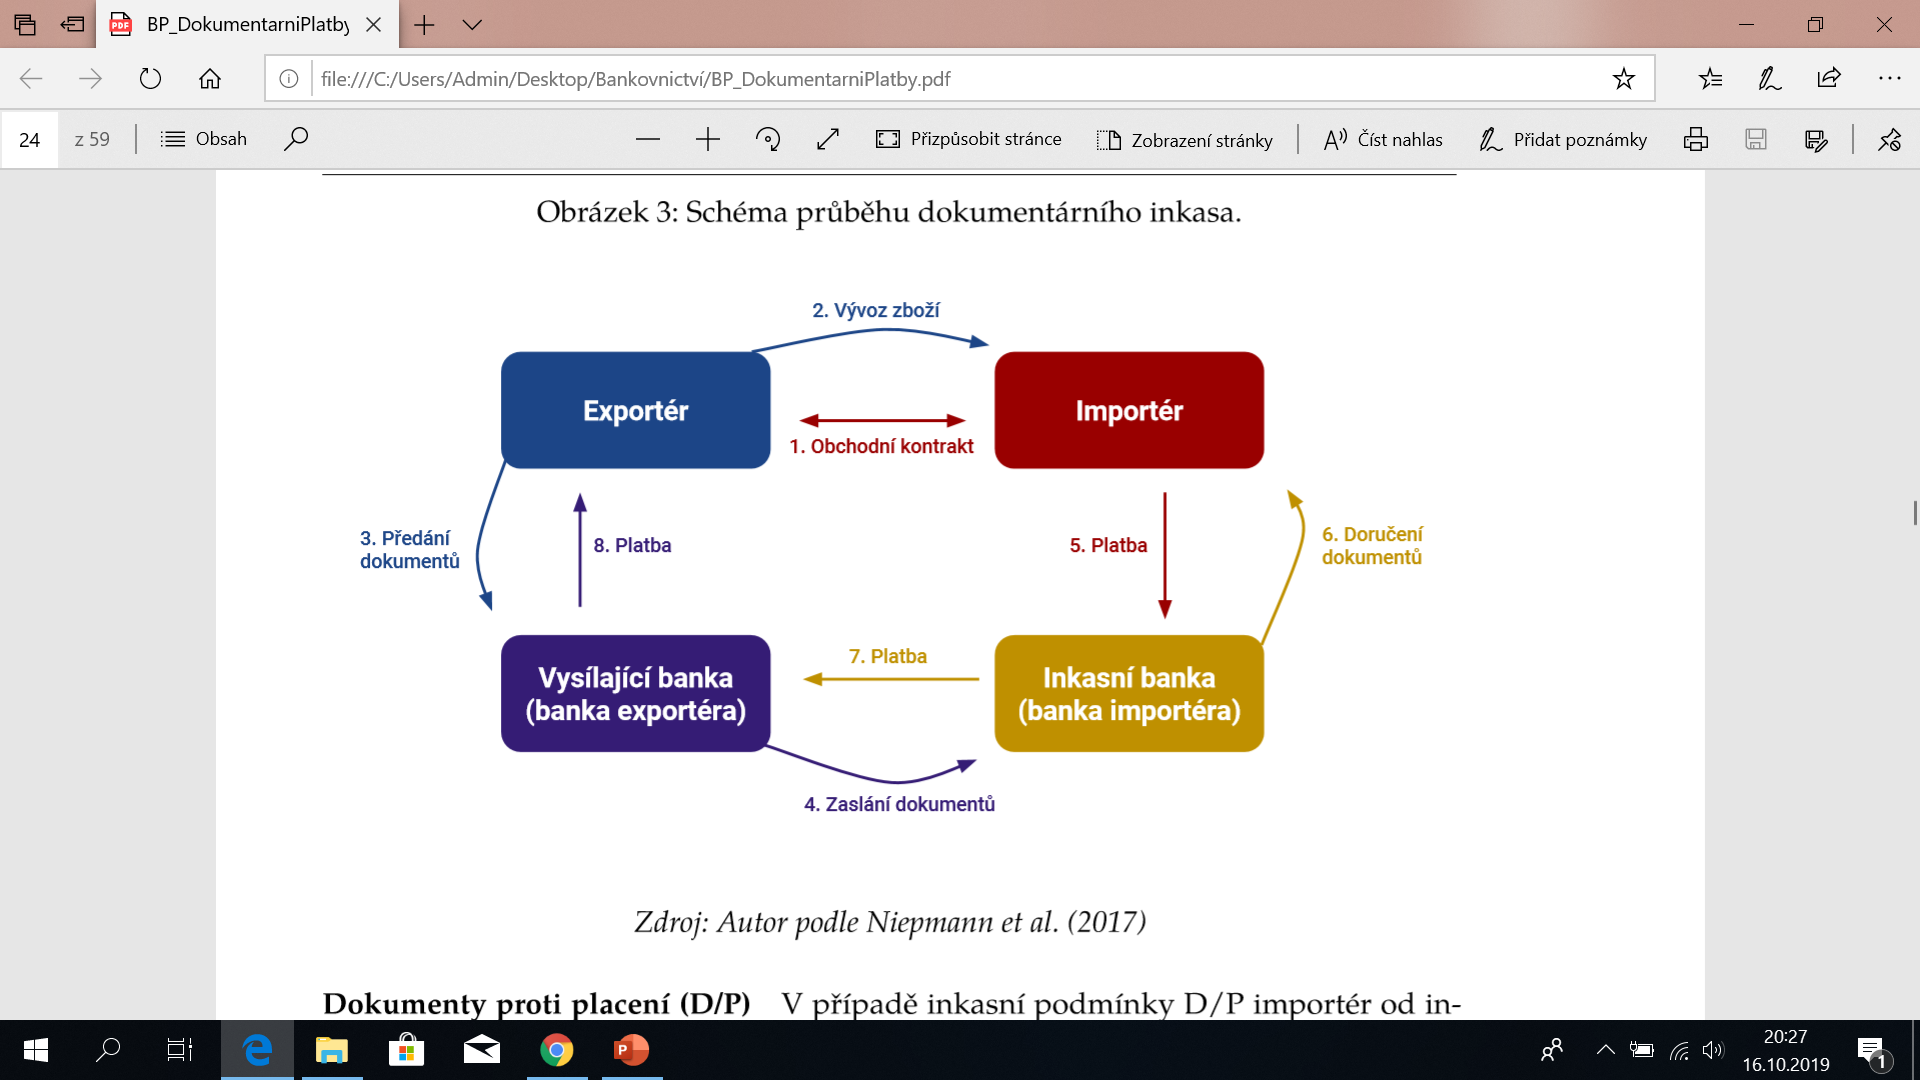 BP_DokumentarniPlatby
file:///C:/Users/Admin/Desktop/Bankovnictví/BP_DokumentarniPlatby.pdf
24 z 59 Obsah Přizpůsobit stránce Zobrazení stránky Číst nahlas Přidat poznámky
Obrázek 3: Schéma průběhu dokumentárního inkasa.
2. Vývoz zboží
Exportér
Importér
1. Obchodní kontrakt
3. Předání
dokumentů
8. Platba
5. Platba
6. Doručení
dokumentů
7. Platba
Vysílající banka
(banka exportéra)
Inkasní banka
(banka importéra)
4. Zaslání dokumentů
Zdroj: Autor podle Niepmann et al. (2017)
Dokumenty proti placení (D/P) V případě inkasní podmínky D/P importér od in-
20:27
16.10.2019
1